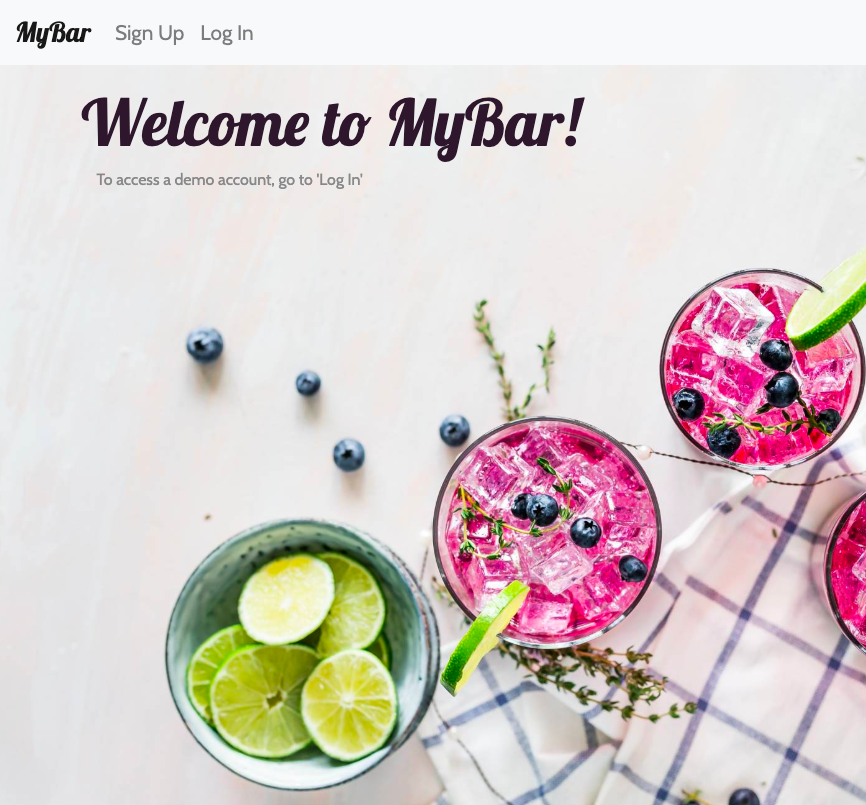 MyBar Sign Up Log In
Welcome to MyBar!
To access a demo account, go to 'Log In'